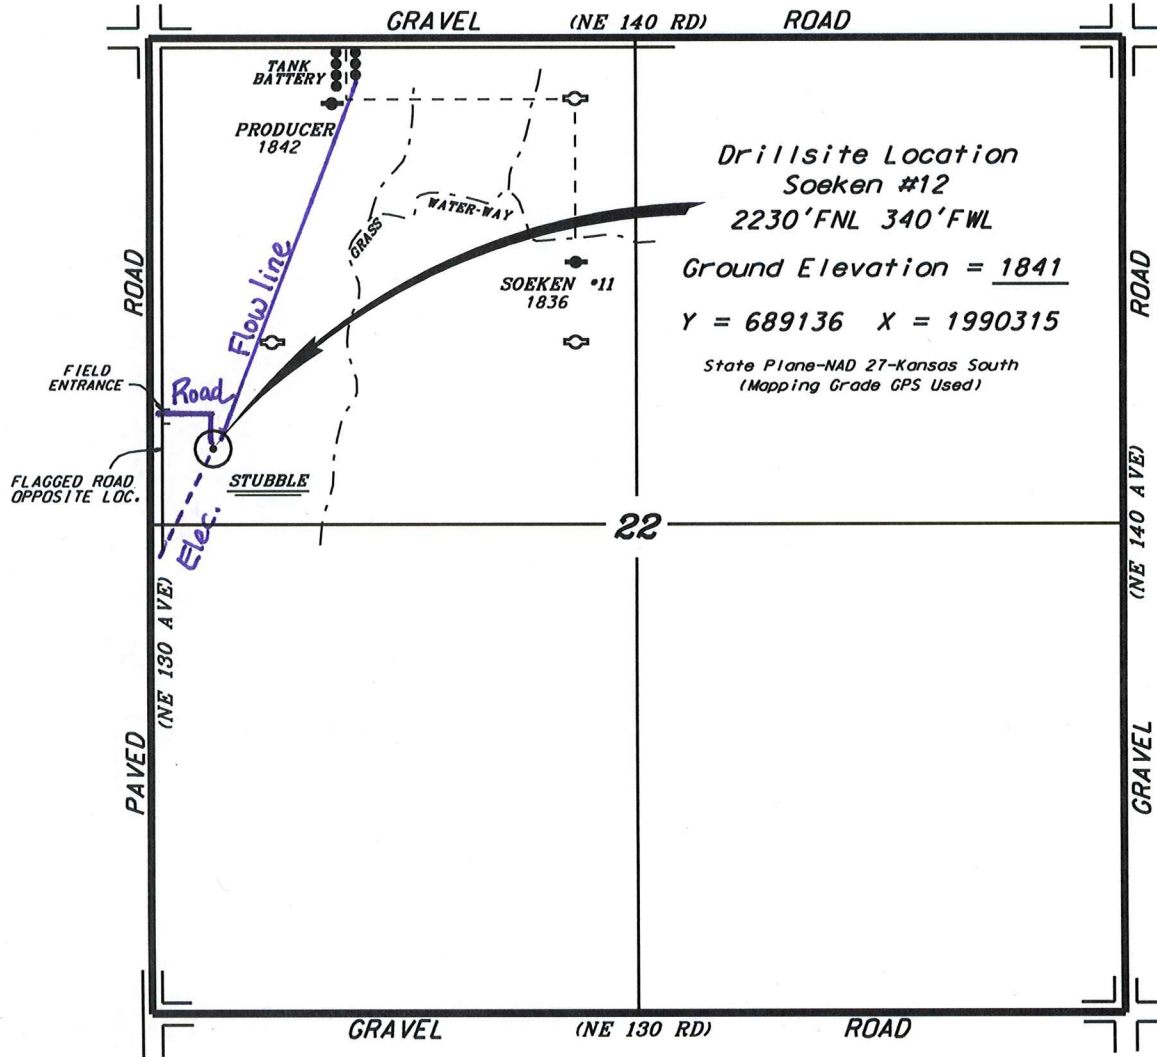 GRAVEL (NE 140 RD) ROAD
TANK
BATTERY
PRODUCER
1842
Drillsite Location
Soeken #12
2230'FNL 340'FWL
Ground Elevation = 1841
Y = 689136 X = 1990315
State Plane-NAD 27-Kansas South
(Mapping Grade GPS Used)
WATER-WAY
GRASS
SOEKEN #11
1836
ROAD
Flow line
FIELD
ENTRANCE
Road
FLAGGED ROAD
OPPOSITE LOC.
STUBBLE
Elec.
22
(NE 130 AVE)
PAVED
ROAD
(NE 140 AVE)
GRAVEL
GRAVEL (NE 130 RD) ROAD